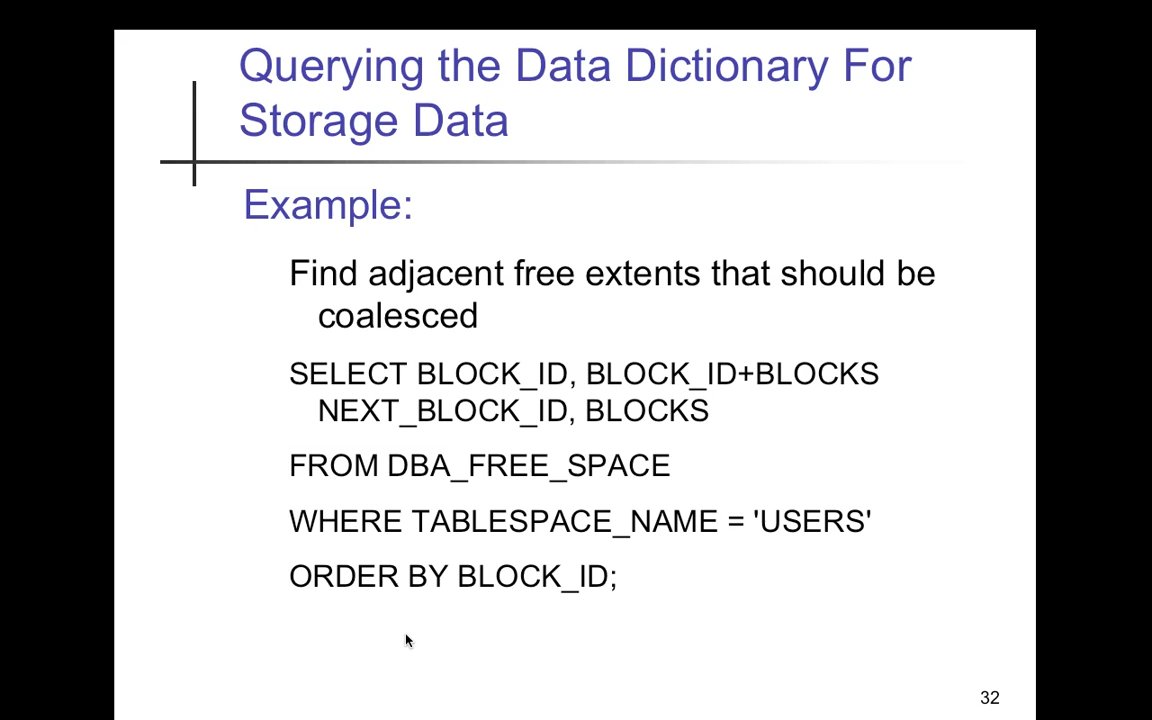 Querying the Data Dictionary For
Storage Data
Example:
Find adjacent free extents that should be
coalesced
SELECT BLOCK_ID, BLOCK_ID+BLOCKS
NEXT_BLOCK_ID, BLOCKS
FROM DBA_FREE_SPACE
WHERE TABLESPACE_NAME = 'USERS'
ORDER BY BLOCK_ID;
32